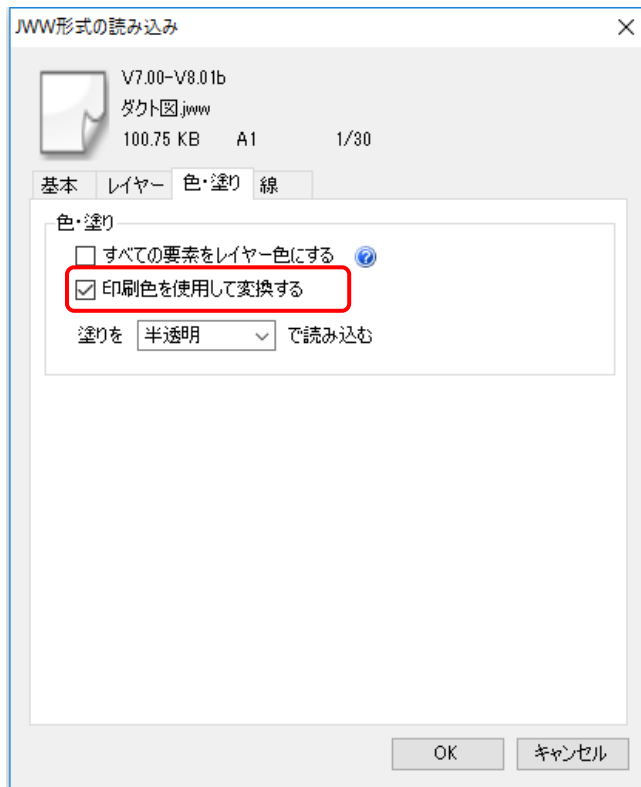 JWW形式の読み込み
V7.00-V8.01b
ダクト図.jww
100.75 KB A1 1/30
基本 レイヤー 色・塗り 線
色・塗り
すべての要素をレイヤー色にする
印刷色を使用して変換する
塗りを 半透明 で読み込む
OK キャンセル